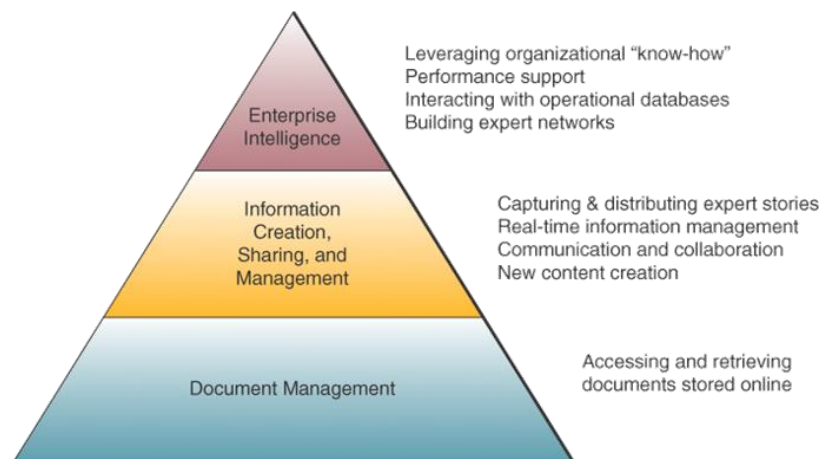 Enterprise
Intelligence
Leveraging organizational “know-how”
Performance support
Interacting with operational databases
Building expert networks
Information
Creation,
Sharing, and
Management
Capturing & distributing expert stories
Real-time information management
Communication and collaboration
New content creation
Document Management
Accessing and retrieving
documents stored online